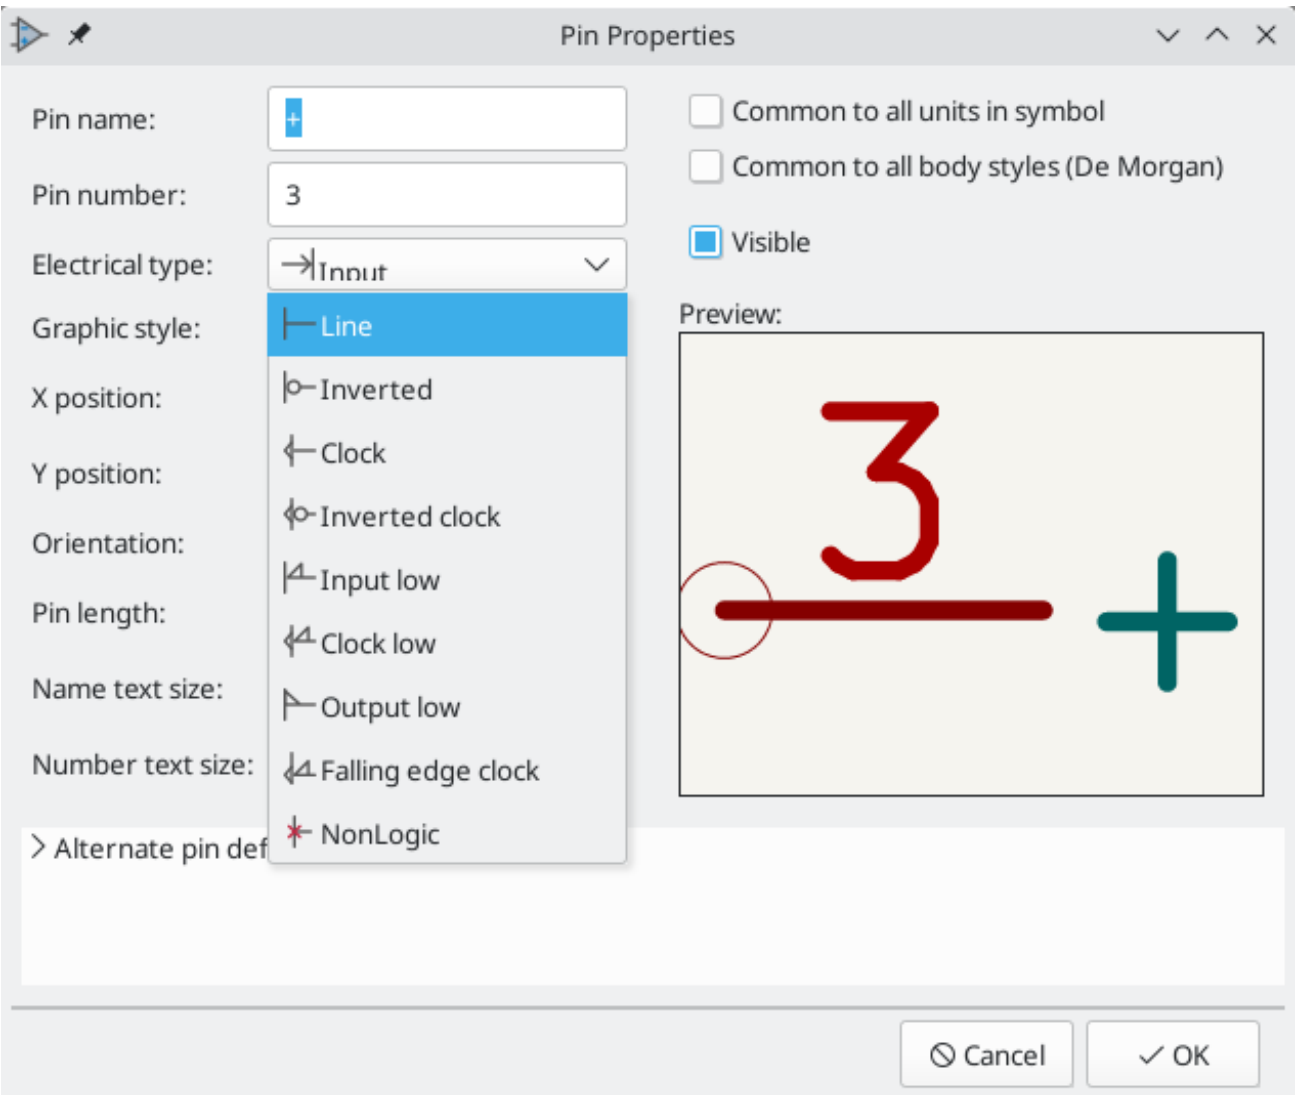 Pin Properties
Pin name:
+
Pin number:
3
Electrical type:
Input
Graphic style:
Line
X position:
Inverted
Clock
Y position:
Inverted clock
Orientation:
Input low
Pin length:
Clock low
Name text size:
Output low
Number text size:
Falling edge clock
NonLogic
> Alternate pin def
Common to all units in symbol
Common to all body styles (De Morgan)
Visible
Preview:
3
+
Cancel
OK